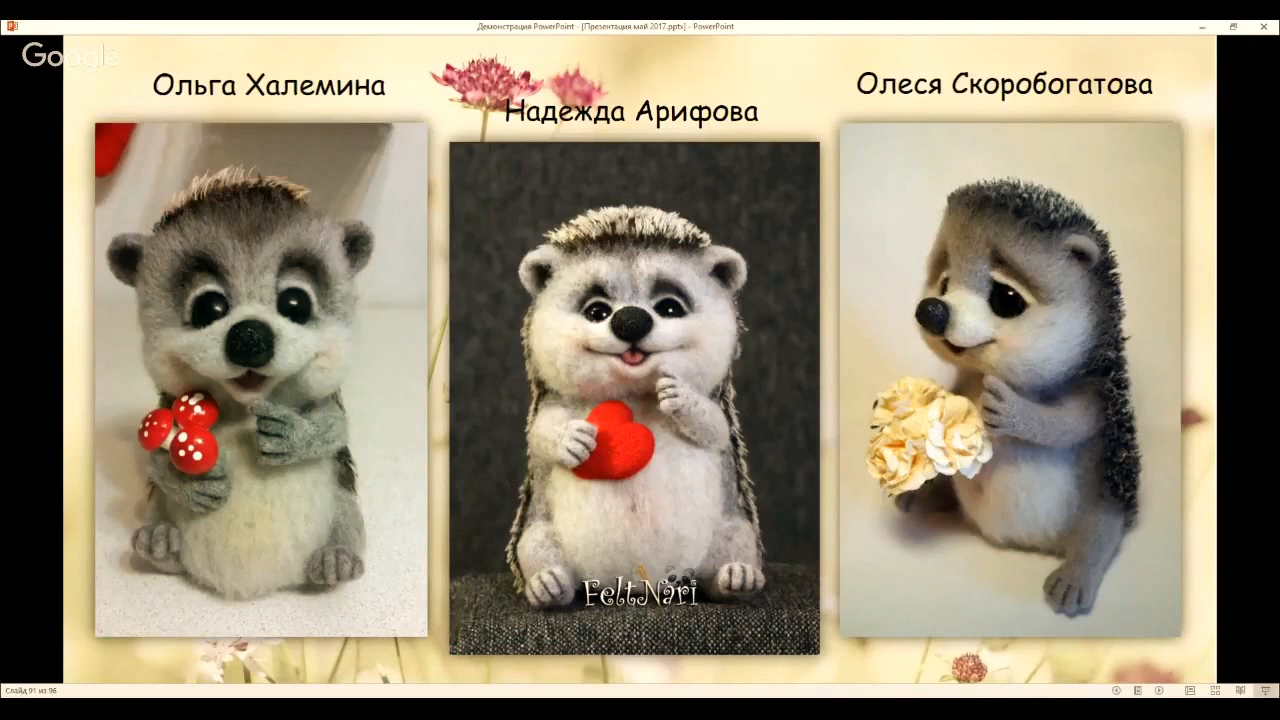 Демонстрация PowerPoint - [Презентация май 2017.pptx] - PowerPoint
Google
Ольга Халемина
Надежда Арифова
Олеся Скоробогатова
FeltNari
Слайд 91 из 96